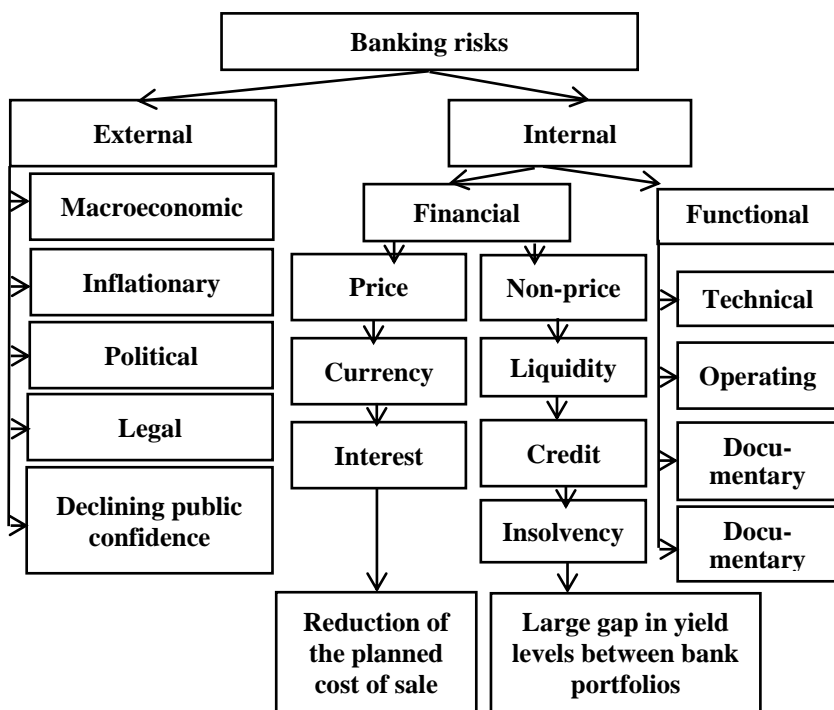 Banking risks
External
Internal
Macroeconomic
Inflationary
Political
Legal
Declining public
confidence
Financial
Functional
Price
Currency
Interest
Reduction of
the planned
cost of sale
Non-price
Liquidity
Credit
Insolvency
Large gap in yield
levels between bank
portfolios
Technical
Operating
Docu-
mentary
Docu-
mentary